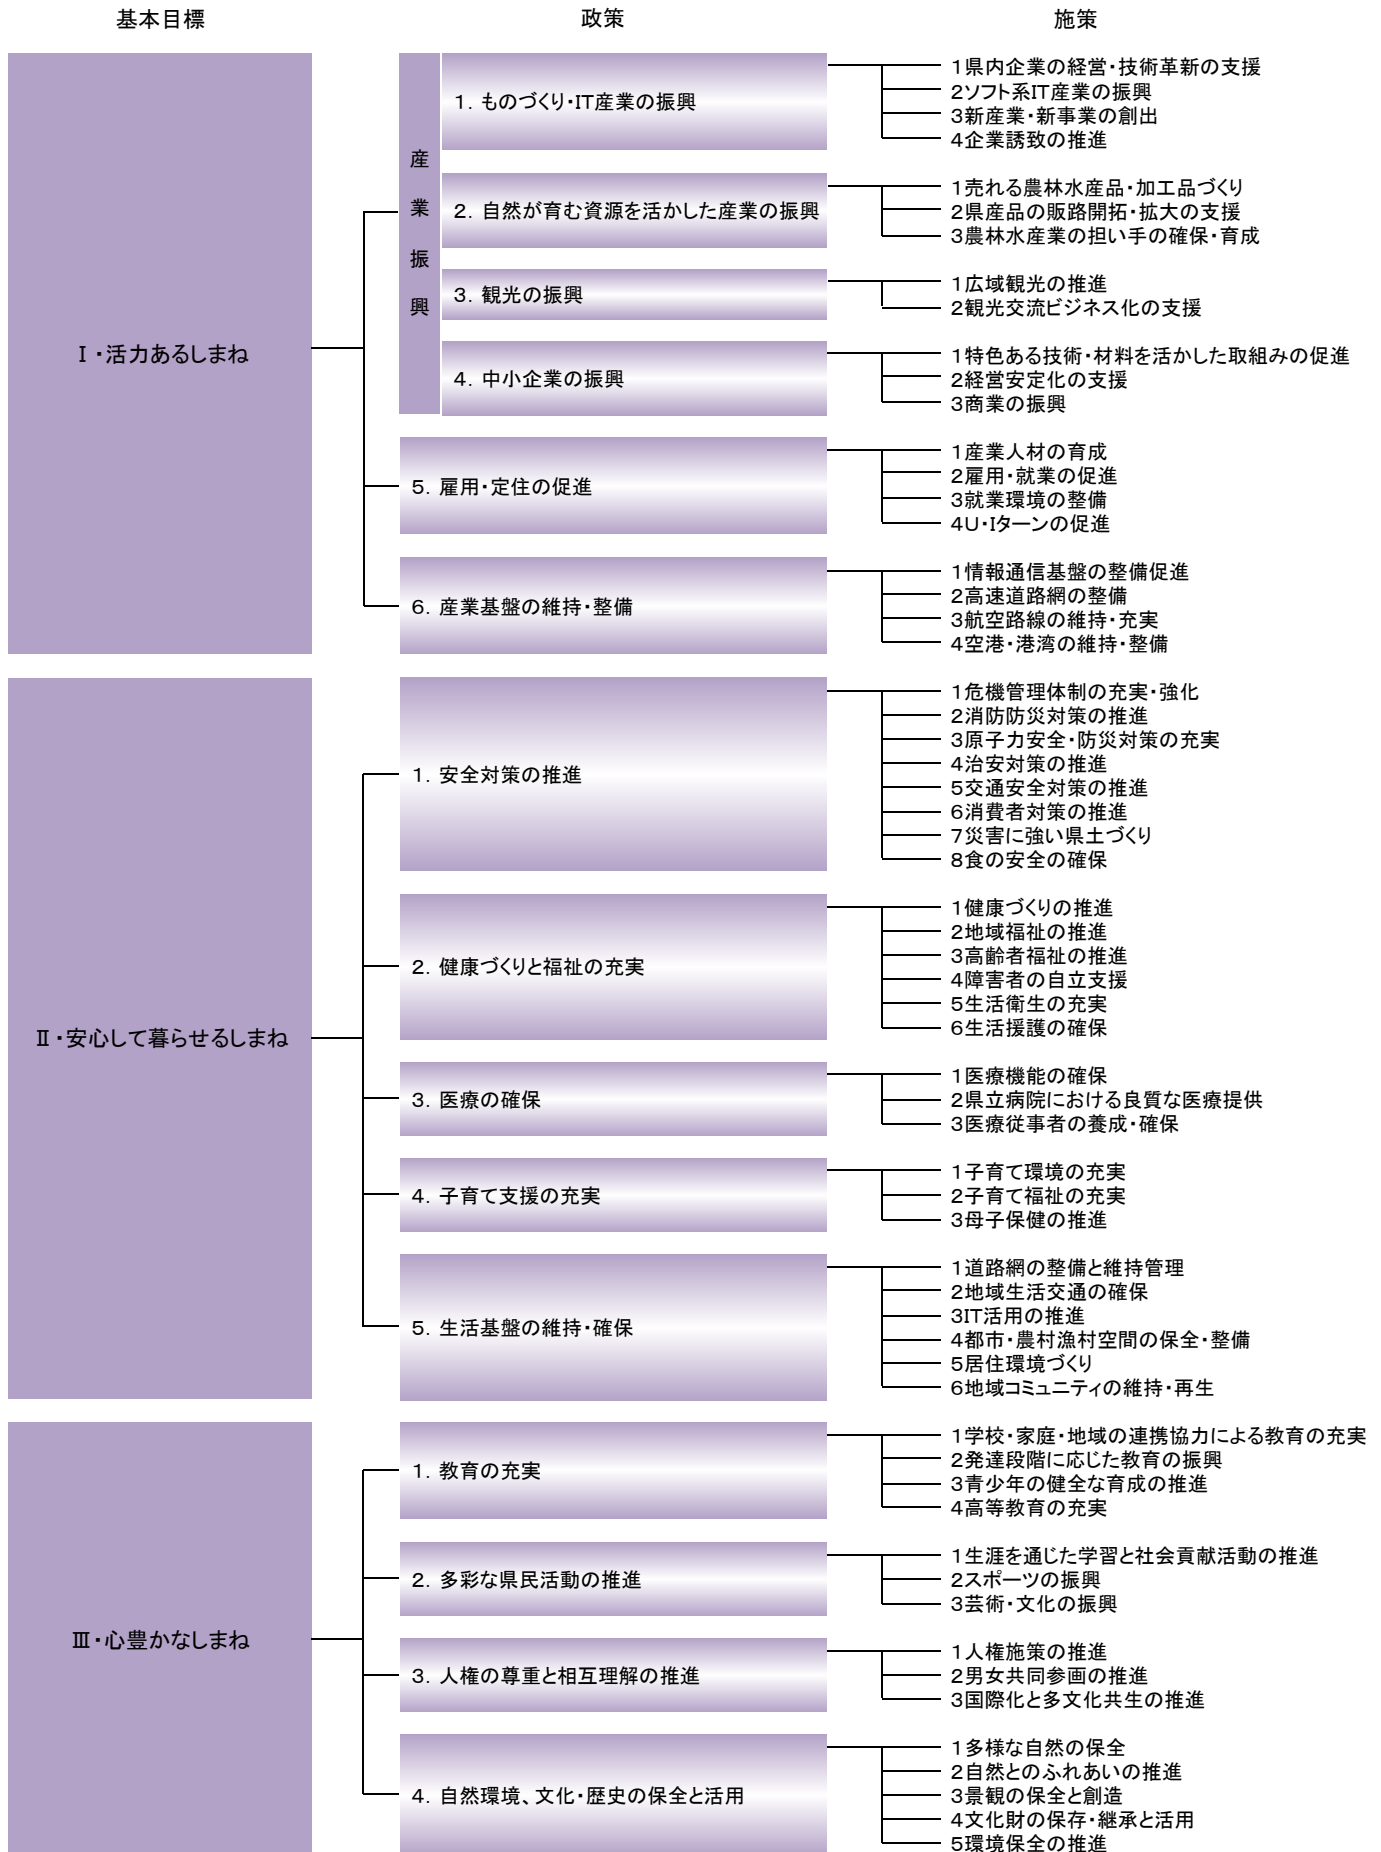 基本目標
政策
施策
Ⅰ・活力あるしまね
産業振興
1．ものづくり・IT産業の振興
1県内企業の経営・技術革新の支援
2ソフト系IT産業の振興
3新産業・新事業の創出
4企業誘致の推進
2．自然が育む資源を活かした産業の振興
1売れる農林水産品・加工品づくり
2県産品の販路開拓・拡大の支援
3農林水産業の担い手の確保・育成
3．観光の振興
1広域観光の推進
2観光交流ビジネス化の支援
4．中小企業の振興
1特色ある技術・材料を活かした取組みの促進
2経営安定化の支援
3商業の振興
5．雇用・定住の促進
1産業人材の育成
2雇用・就業の促進
3就業環境の整備
4U・Iターンの促進
6．産業基盤の維持・整備
1情報通信基盤の整備促進
2高速道路網の整備
3航空路線の維持・充実
4空港・港湾の維持・整備
Ⅱ・安心して暮らせるしまね
1．安全対策の推進
1危機管理体制の充実・強化
2消防防災対策の推進
3原子力安全・防災対策の充実
4治安対策の推進
5交通安全対策の推進
6消費者対策の推進
7災害に強い県土づくり
8食の安全の確保
2．健康づくりと福祉の充実
1健康づくりの推進
2地域福祉の推進
3高齢者福祉の推進
4障害者の自立支援
5生活衛生の充実
6生活援護の確保
3．医療の確保
1医療機能の確保
2県立病院における良質な医療提供
3医療従事者の養成・確保
4．子育て支援の充実
1子育て環境の充実
2子育て福祉の充実
3母子保健の推進
5．生活基盤の維持・確保
1道路網の整備と維持管理
2地域生活交通の確保
3IT活用の推進
4都市・農村漁村空間の保全・整備
5居住環境づくり
6地域コミュニティの維持・再生
Ⅲ・心豊かなしまね
1．教育の充実
1学校・家庭・地域の連携協力による教育の充実
2発達段階に応じた教育の振興
3青少年の健全な育成の推進
4高等教育の充実
2．多彩な県民活動の推進
1生涯を通じた学習と社会貢献活動の推進
2スポーツの振興
3芸術・文化の振興
3．人権の尊重と相互理解の推進
1人権施策の推進
2男女共同参画の推進
3国際化と多文化共生の推進
4．自然環境、文化・歴史の保全と活用
1多様な自然の保全
2自然とのふれあいの推進
3景観の保全と創造
4文化財の保存・継承と活用
5環境保全の推進